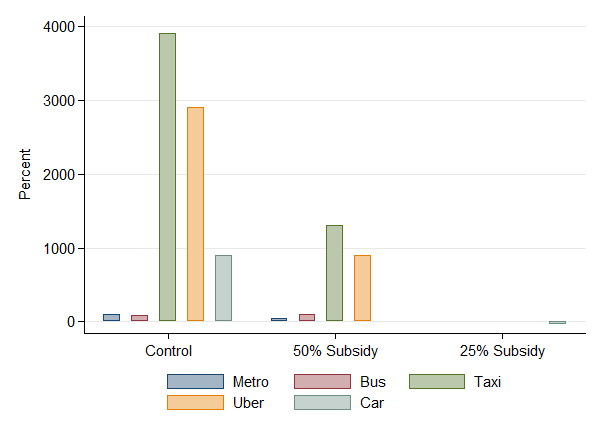 4000
3000
2000
1000
0
Percent
Control 50% Subsidy 25% Subsidy
Metro Bus Taxi
Uber Car